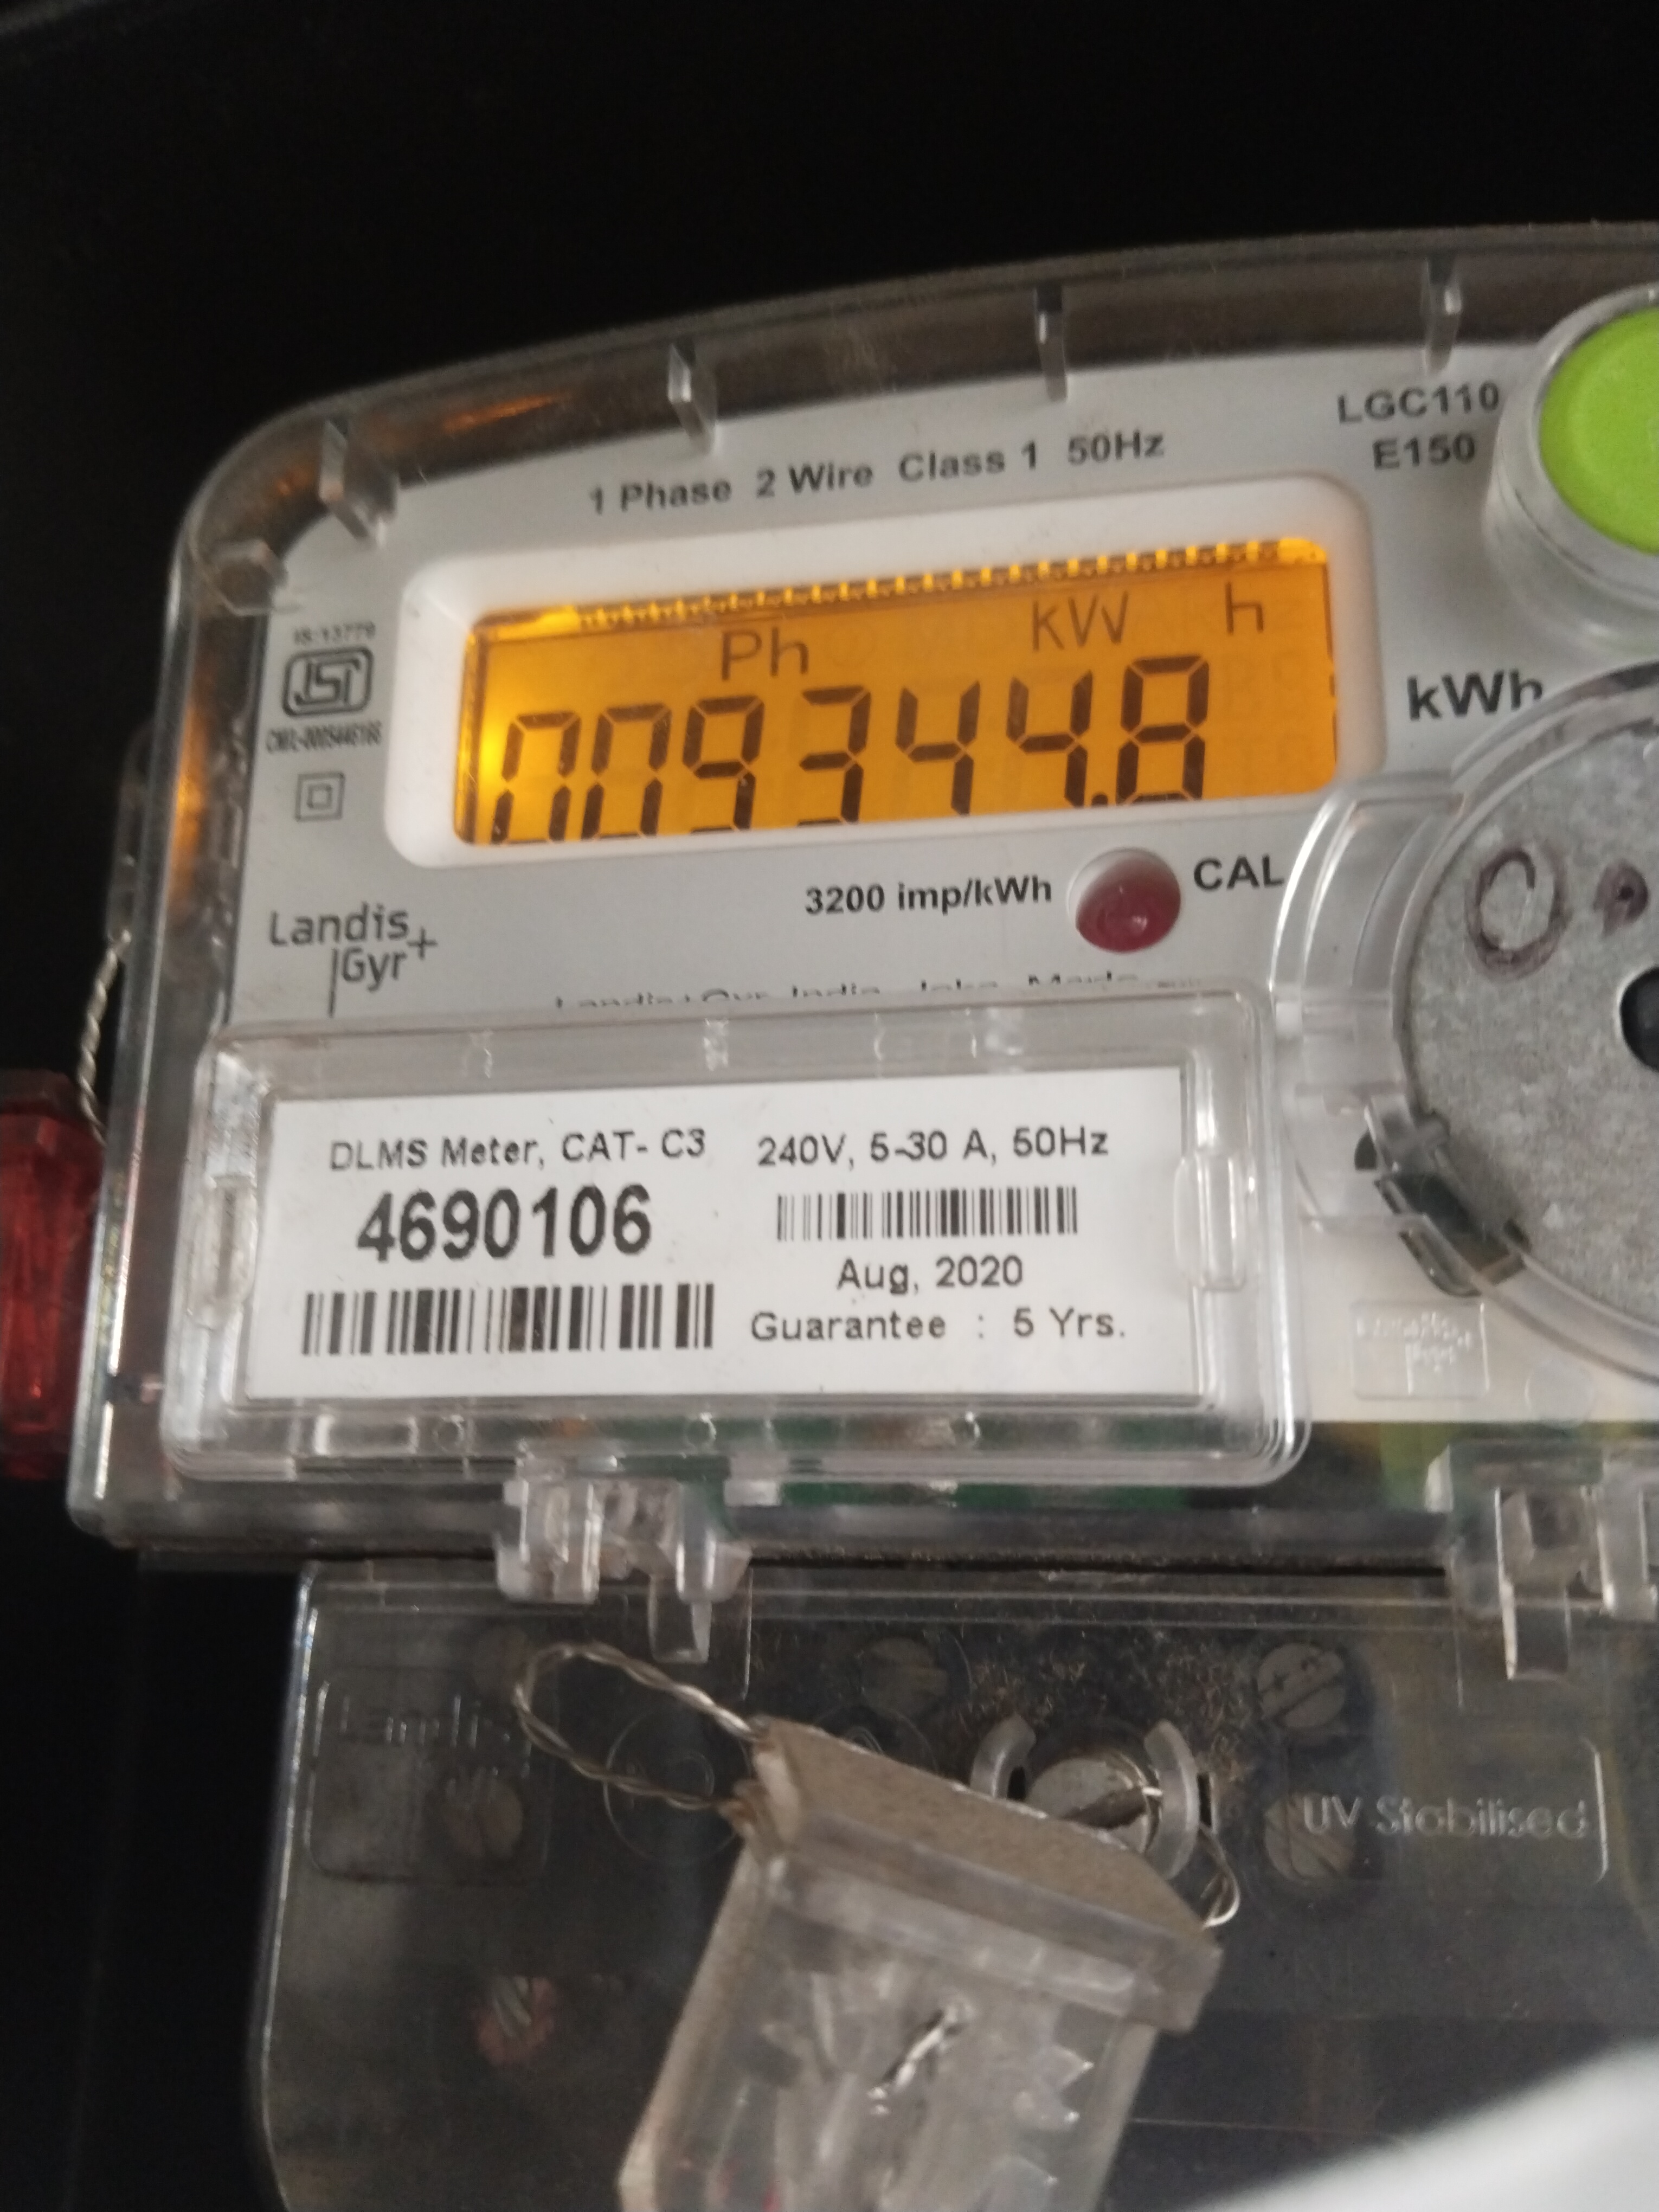 LGC110
E150
1 Phase 2 Wire Class 1 50Hz
Ph kW h
009344.8
kWh
IS:13779
ISI
3200 imp/kWh CAL
Landis
Gyr+
DLMS Meter, CAT- C3
4690106
240V, 5-30 A, 50Hz
Aug, 2020
Guarantee : 5 Yrs.
UV Stabilised